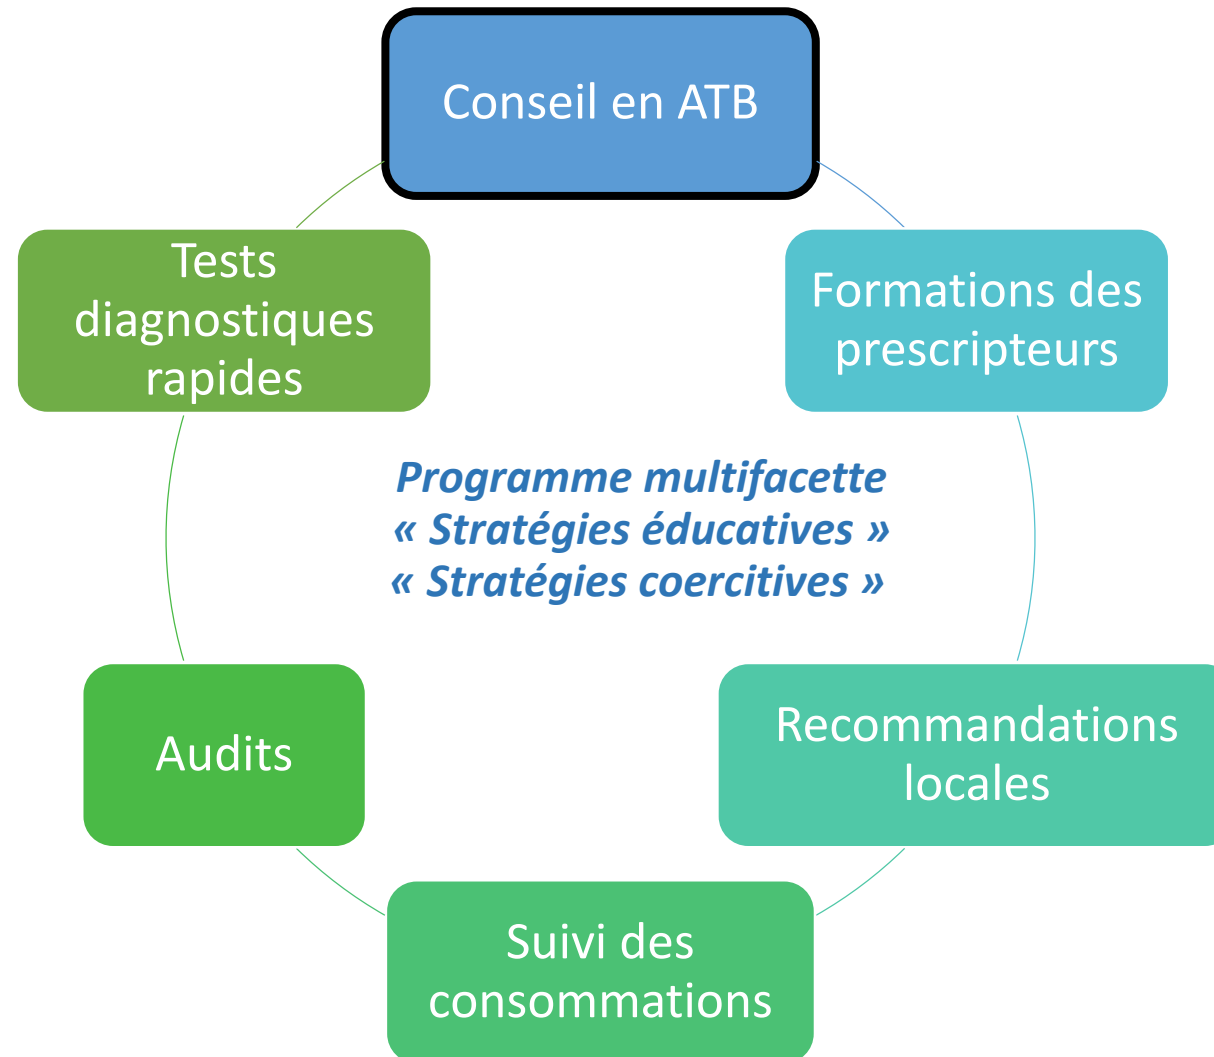 Conseil en ATB
Formations des
prescripteurs
Recommandations
locales
Suivi des
consommations
Audits
Tests
diagnostiques
rapides
Programme multifacette
« Stratégies éducatives »
« Stratégies coercitives »